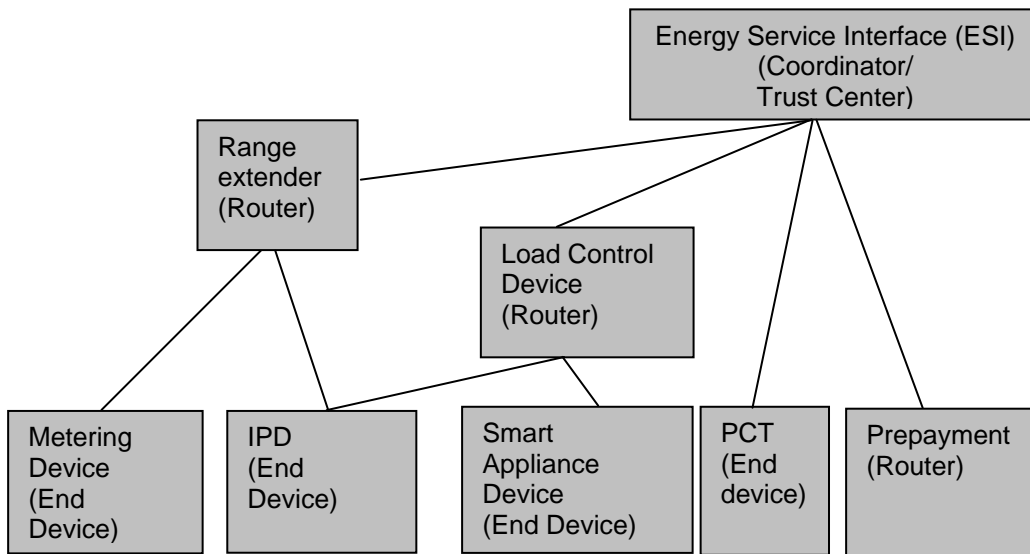 Energy Service Interface (ESI)
(Coordinator/
Trust Center)
Range
extender
(Router)
Load Control
Device
(Router)
Metering
Device
(End
Device)
IPD
(End
Device)
Smart
Appliance
Device
(End Device)
PCT
(End
device)
Prepayment
(Router)